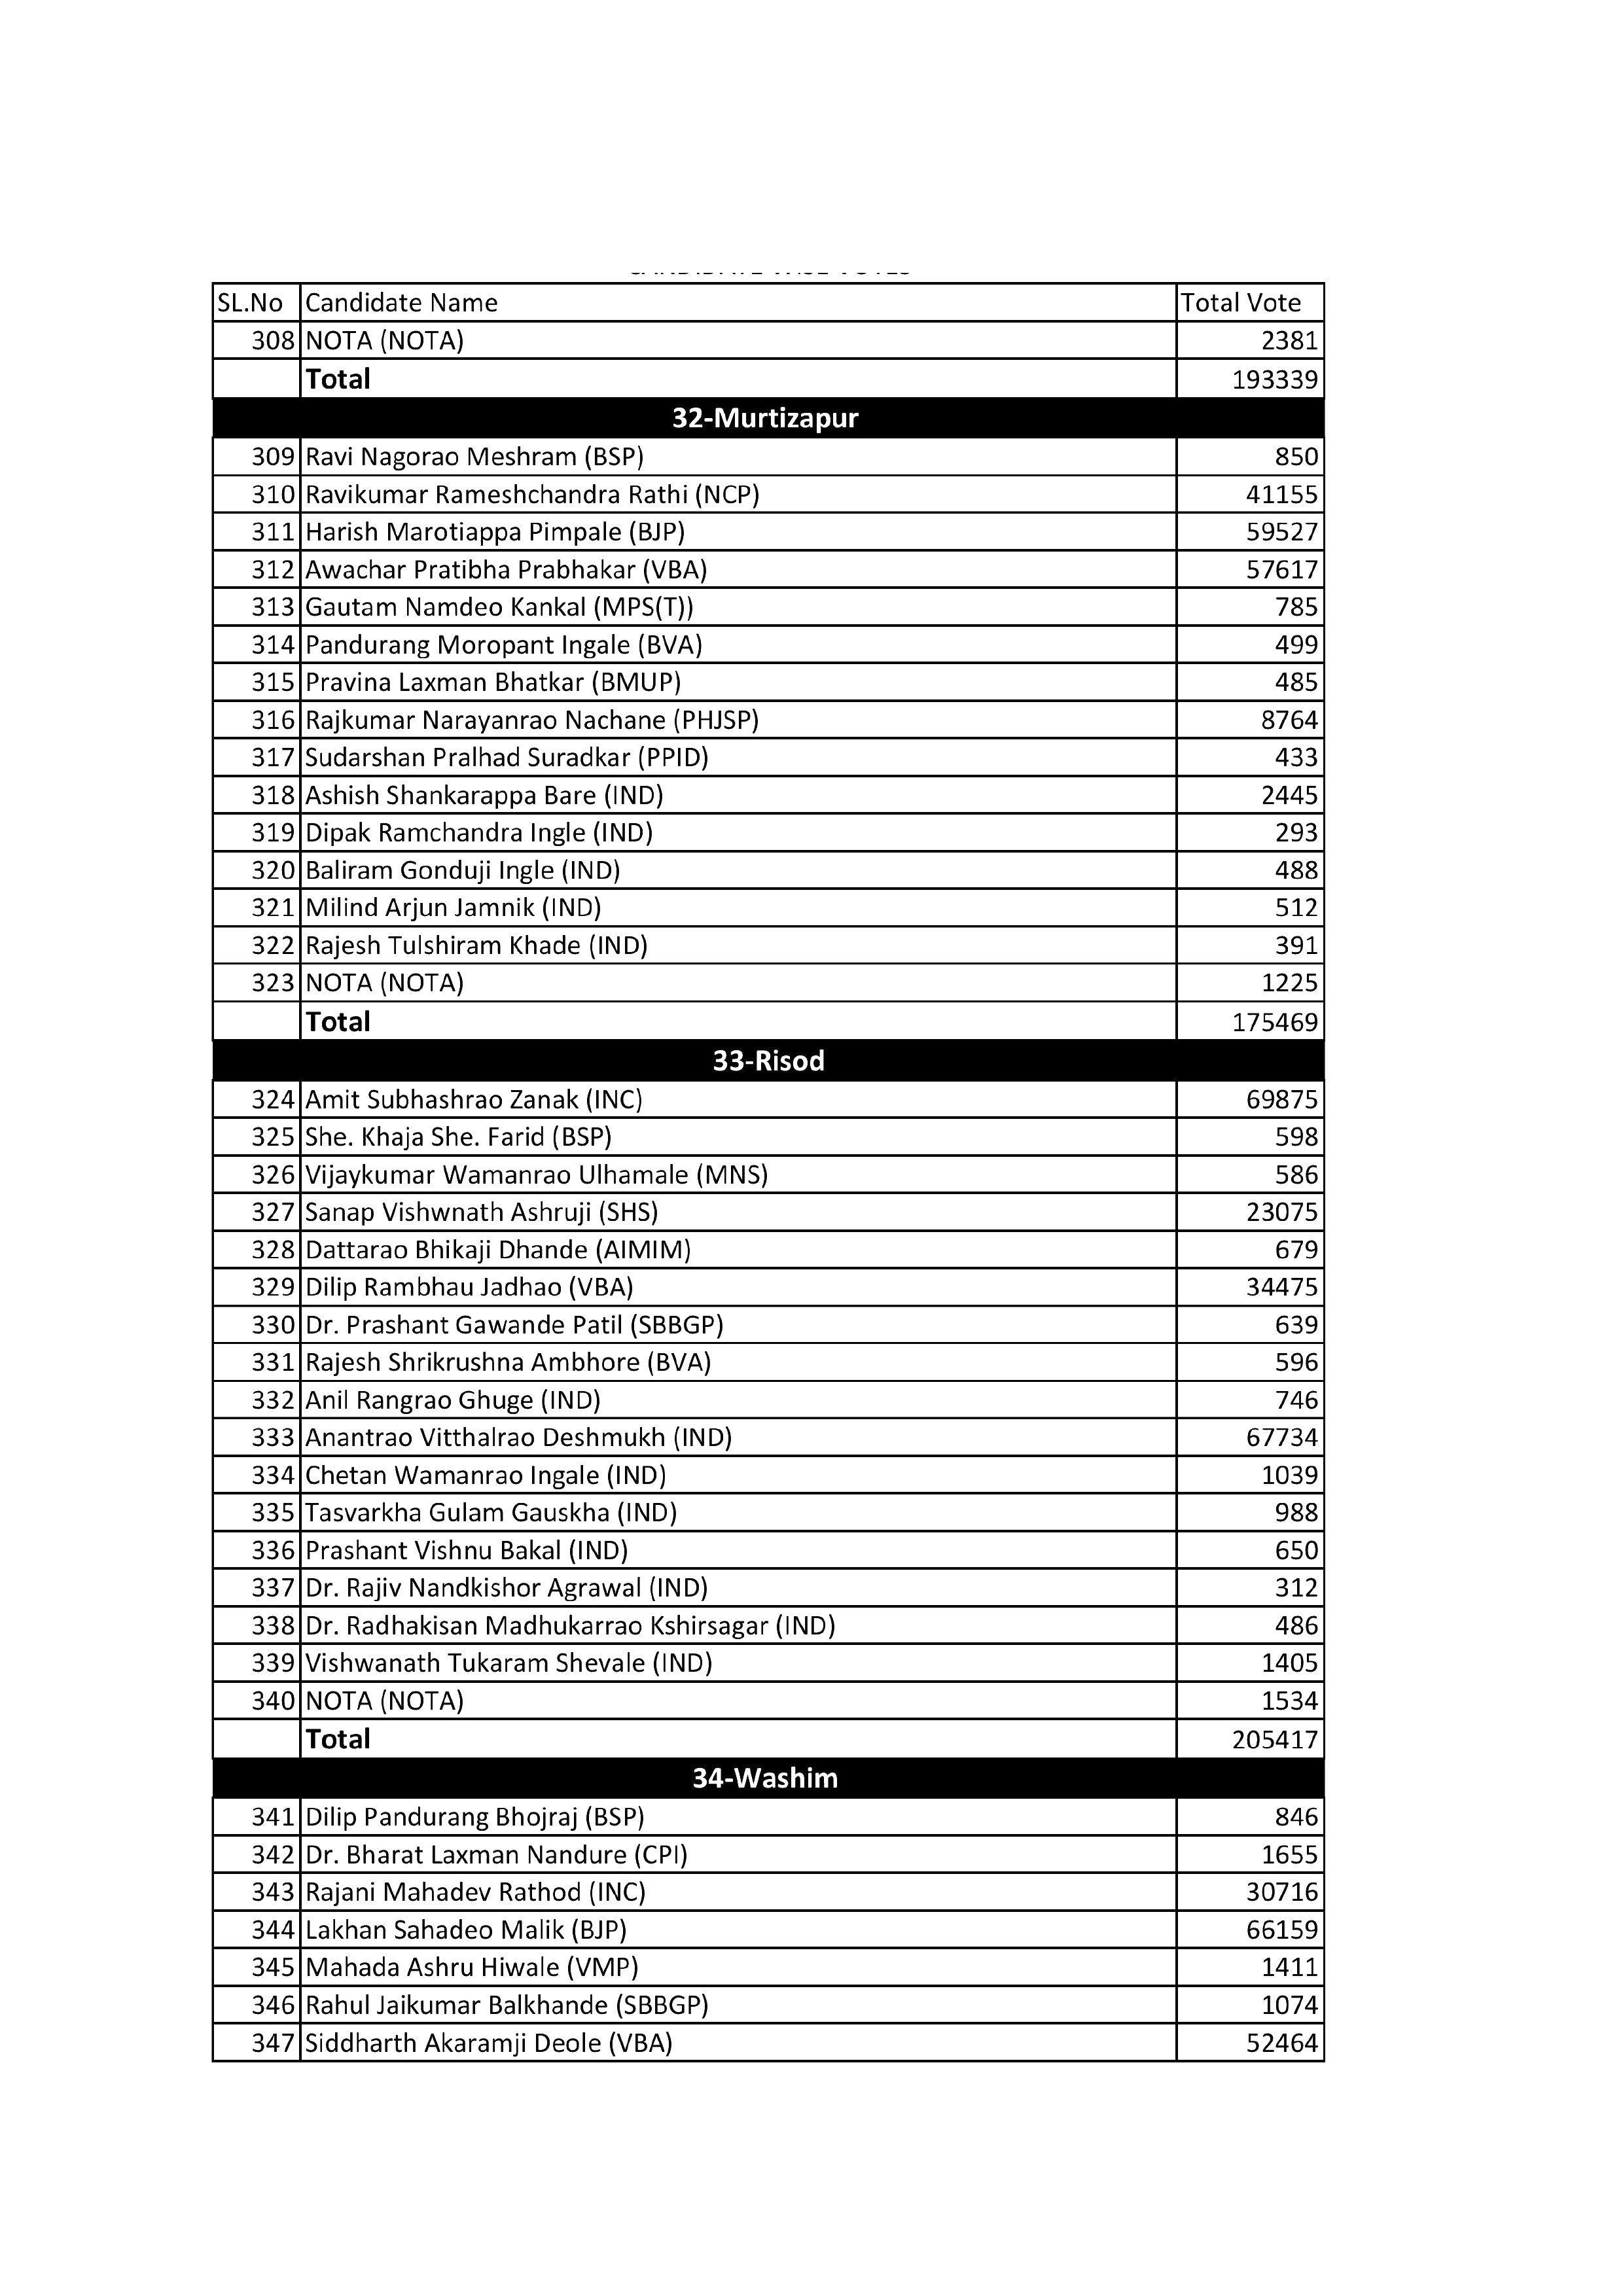 SL.No Candidate Name Total Vote
308 NOTA (NOTA) 2381
Total 193339
32-Murtizapur
309 Ravi Nagorao Meshram (BSP) 850
310 Ravikumar Rameshchandra Rathi (NCP) 41155
311 Harish Marotiappa Pimpale (BJP) 59527
312 Awachar Pratibha Prabhakar (VBA) 57617
313 Gautam Namdeo Kankal (MPS(T)) 785
314 Pandurang Moropant Ingale (BVA) 499
315 Pravina Laxman Bhatkar (BMUP) 485
316 Rajkumar Narayanrao Nachane (PHJSP) 8764
317 Sudarshan Pralhad Suradkar (PPID) 433
318 Ashish Shankarappa Bare (IND) 2445
319 Dipak Ramchandra Ingle (IND) 293
320 Baliram Gonduji Ingle (IND) 488
321 Milind Arjun Jamnik (IND) 512
322 Rajesh Tulshiram Khade (IND) 391
323 NOTA (NOTA) 1225
Total 175469
33-Risod
324 Amit Subhashrao Zanak (INC) 69875
325 She. Khaja She. Farid (BSP) 598
326 Vijaykumar Wamanrao Ulhamale (MNS) 586
327 Sanap Vishwnath Ashruji (SHS) 23075
328 Dattarao Bhikaji Dhande (AIMIM) 679
329 Dilip Rambhau Jadhao (VBA) 34475
330 Dr. Prashant Gawande Patil (SBBGP) 639
331 Rajesh Shrikrushna Ambhore (BVA) 596
332 Anil Rangrao Ghuge (IND) 746
333 Anantrao Vitthalrao Deshmukh (IND) 67734
334 Chetan Wamanrao Ingale (IND) 1039
335 Tasvarkha Gulam Gauskha (IND) 988
336 Prashant Vishnu Bakal (IND) 650
337 Dr. Rajiv Nandkishor Agrawal (IND) 312
338 Dr. Radhakisan Madhukarrao Kshirsagar (IND) 486
339 Vishwanath Tukaram Shevale (IND) 1405
340 NOTA (NOTA) 1534
Total 205417
34-Washim
341 Dilip Pandurang Bhojraj (BSP) 846
342 Dr. Bharat Laxman Nandure (CPI) 1655
343 Rajani Mahadev Rathod (INC) 30716
344 Lakhan Sahadeo Malik (BJP) 66159
345 Mahada Ashru Hiwale (VMP) 1411
346 Rahul Jaikumar Balkhande (SBBGP) 1074
347 Siddharth Akaramji Deole (VBA) 52464